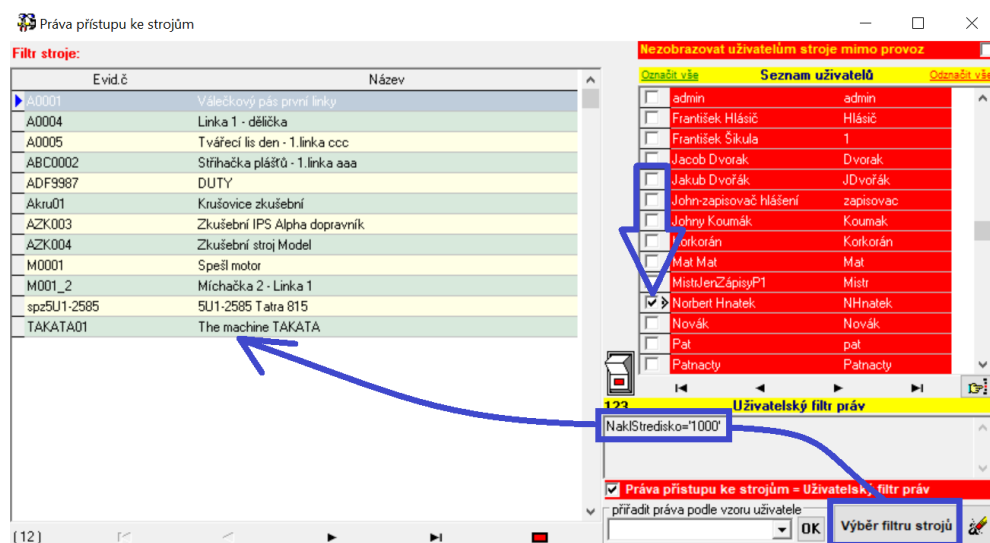 Práva přístupu ke strojům
Filtr stroje:
Evid.č Název
A0001 Válečkový pás první linky
A0004 Linka 1 - dělička
A0005 Tvářecí lis den - 1.linka ccc
ABC0002 Střihačka plášťů - 1.linka aaa
ADF9987 DUTY
Akru01 Krušovice zkušební
AZK003 Zkušební IPS Alpha dopravník
AZK004 Zkušební stroj Model
M0001 Spešl motor
M001_2 Míchačka 2 - Linka 1
spz5U1-2585 5U1-2585 Tatra 815
TAKATA01 The machine TAKATA
(12)
Nezobrazovat uživatelům stroje mimo provoz
Označit vše Seznam uživatelů Odznačit vše
admin admin
František Hlásič Hlásič
František Šikula 1
Jacob Dvorak Dvorak
Jakub Dvořák JDvořák
John-zapisovač hlášení zapisovac
Johny Koumák Koumak
Korkorán Korkorán
Mat Mat Mat
MistrJenZápisyP1 Mistr
Norbert Hnatek NHnatek
Novák Novák
Pat pat
Patnacty Patnacty
123 Uživatelský filtr práv
NaklStredisko='1000'
Práva přístupu ke strojům = Uživatelský filtr práv
přiřadit práva podle vzoru uživatele
OK
Výběr filtru strojů